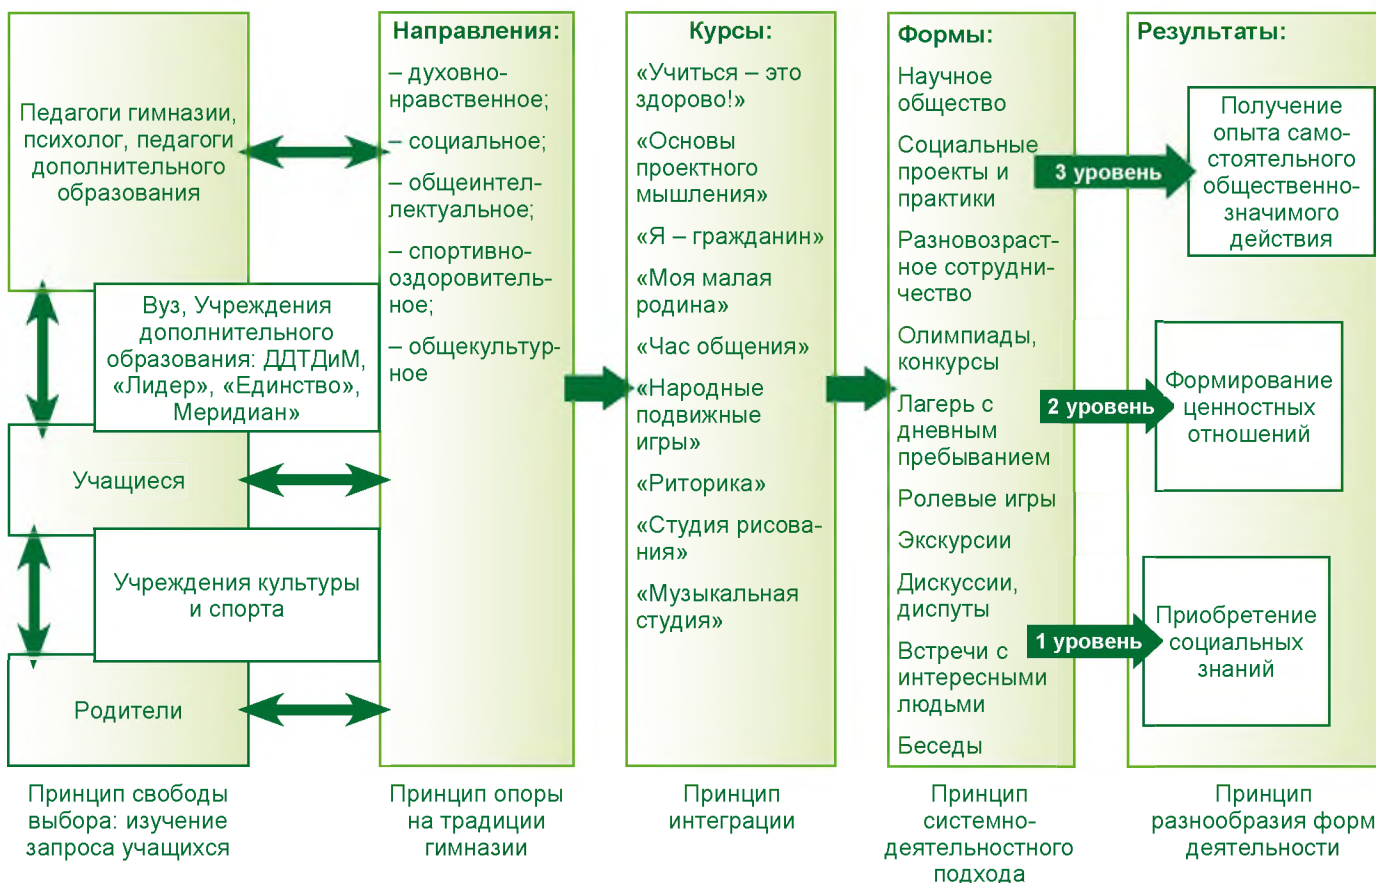 Педагоги гимназии,
психолог, педагоги
дополнительного
образования
Вуз, Учреждения
дополнительного
образования: ДДТДиМ,
«Лидер», «Единство»,
Меридиан»
Учащиеся
Учреждения культуры
и спорта
Родители
Принцип свободы
выбора: изучение
запроса учащихся
Направления:
– духовно-
нравственное;
– социальное;
– общеинтел-
лектуальное;
– спортивно-
оздоровитель-
ное;
– общекультур-
ное
Принцип опоры
на традиции
гимназии
Курсы:
«Учиться – это
здорово!»
«Основы
проектного
мышления»
«Я – гражданин»
«Моя малая
родина»
«Час общения»
«Народные
подвижные
игры»
«Риторика»
«Студия рисова-
ния»
«Музыкальная
студия»
Принцип
интеграции
Формы:
Научное
общество
Социальные
проекты и
практики
Разновозраст-
ное сотрудни-
чество
Олимпиады,
конкурсы
Лагерь с
дневным
пребыванием
Ролевые игры
Экскурсии
Дискуссии,
диспуты
Встречи с
интересными
людьми
Беседы
Принцип
системно-
деятельностного
подхода
3 уровень
2 уровень
1 уровень
Результаты:
Получение
опыта само-
стоятельного
общественно-
значимого
действия
Формирование
ценностных
отношений
Приобретение
социальных
знаний
Принцип
разнообразия форм
деятельности